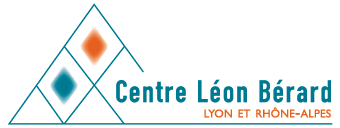 Centre Léon Bérard
LYON ET RHÔNE-ALPES